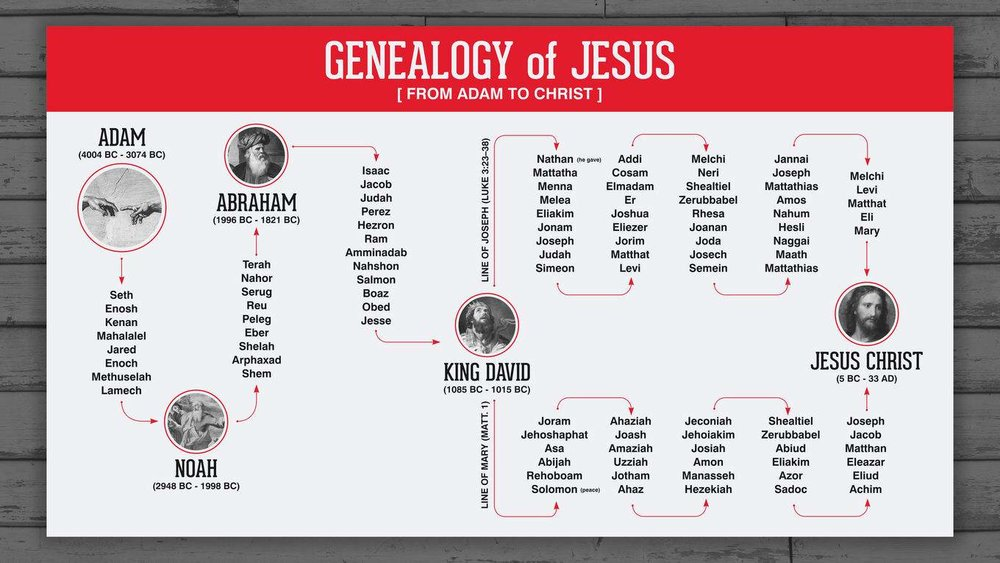 GENEALOGY of JESUS
[ FROM ADAM TO CHRIST ]
ADAM
(4004 BC - 3074 BC)
Seth
Enosh
Kenan
Mahalalel
Jared
Enoch
Methuselah
Lamech
NOAH
(2948 BC - 1998 BC)
Terah
Nahor
Serug
Reu
Peleg
Eber
Shelah
Arphaxad
Shem
ABRAHAM
(1996 BC - 1821 BC)
Isaac
Jacob
Judah
Perez
Hezron
Ram
Amminadab
Nahshon
Salmon
Boaz
Obed
Jesse
KING DAVID
(1085 BC - 1015 BC)
LINE OF JOSEPH (LUKE 3:23–38)
Nathan (he gave)
Mattatha
Menna
Melea
Eliakim
Jonam
Joseph
Judah
Simeon
Addi
Cosam
Elmadam
Er
Joshua
Eliezer
Jorim
Matthat
Levi
Melchi
Neri
Shealtiel
Zerubbabel
Rhesa
Joanan
Joda
Josech
Semein
Jannai
Joseph
Mattathias
Amos
Nahum
Hesli
Naggai
Maath
Mattathias
Melchi
Levi
Matthat
Eli
Mary
LINE OF MARY (MATT. 1)
Joram
Jehoshaphat
Asa
Abijah
Rehoboam
Solomon (peace)
Ahaziah
Joash
Amaziah
Uzziah
Jotham
Ahaz
Jeconiah
Jehoiakim
Josiah
Amon
Manasseh
Hezekiah
Shealtiel
Zerubbabel
Abiud
Eliakim
Azor
Sadoc
Joseph
Jacob
Matthan
Eleazar
Eliud
Achim
JESUS CHRIST
(5 BC - 33 AD)